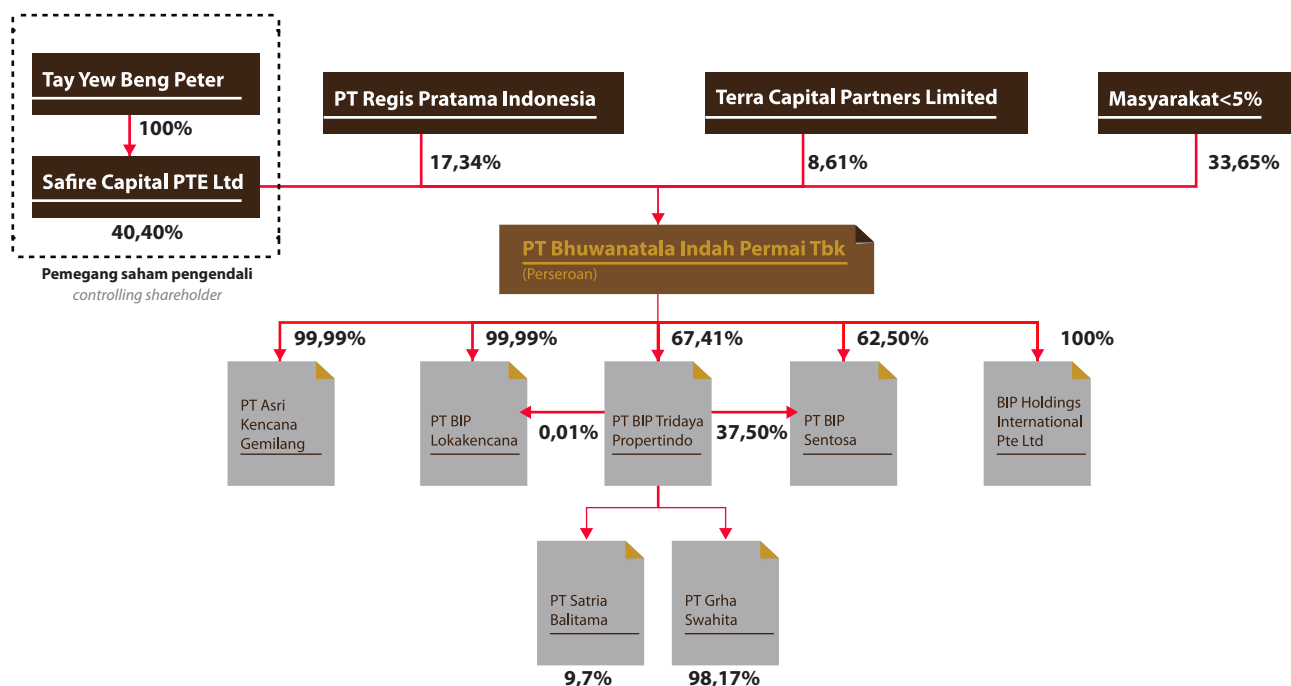 Tay Yew Beng Peter
100%
Safire Capital PTE Ltd
40,40%
Pemegang saham pengendali
controlling shareholder
PT Regis Pratama Indonesia
17,34%
Terra Capital Partners Limited
8,61%
Masyarakat<5%
33,65%
PT Bhuwanatala Indah Permai Tbk
(Perseroan)
99,99%
99,99%
67,41%
62,50%
100%
PT Asri
Kencana
Gemilang
PT BIP
Lokakencana
0,01%
PT BIP Tridaya
Propertindo
37,50%
PT BIP
Sentosa
BIP Holdings
International
Pte Ltd
PT Satria
Balitama
9,7%
PT Grha
Swahita
98,17%